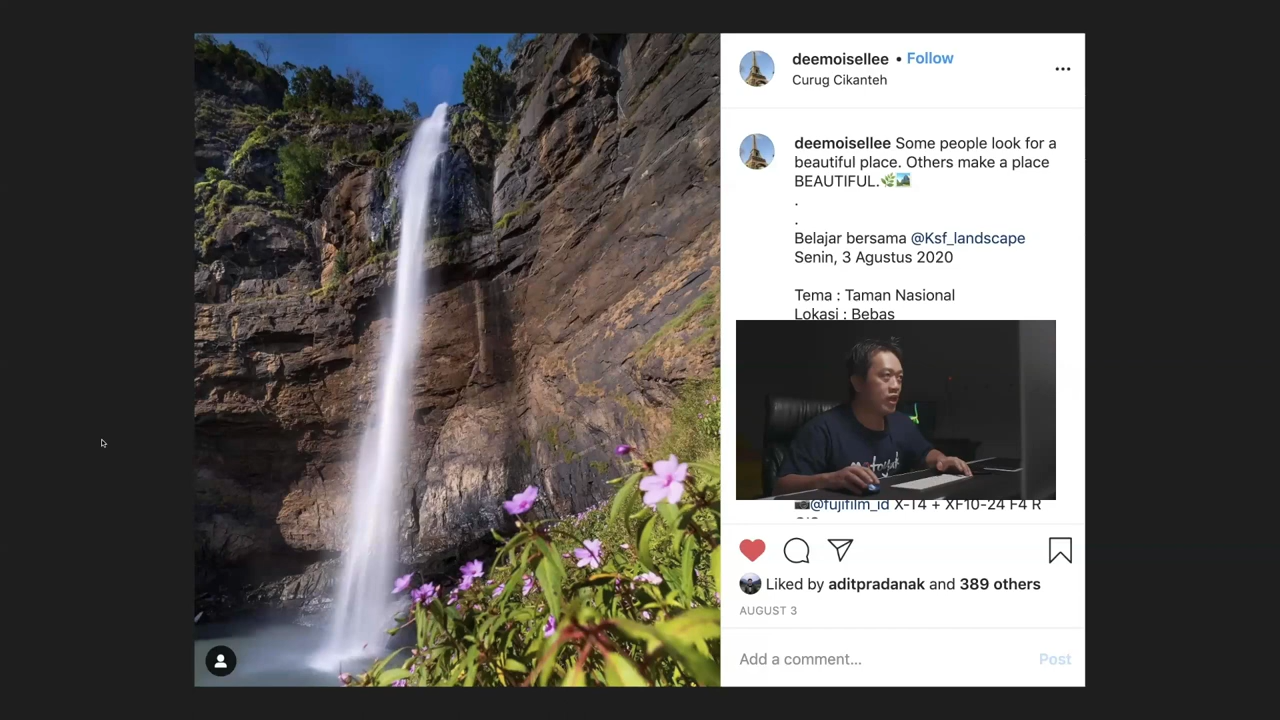 deemoisellee • Follow
Curug Cikanteh
deemoisellee Some people look for a
beautiful place. Others make a place
BEAUTIFUL.🌿🏞️
.
.
Belajar bersama @Ksf_landscape
Senin, 3 Agustus 2020
Tema : Taman Nasional
Lokasi : Bebas
📷@fujifilm_id X-T4 + XF10-24 F4 R
Liked by aditpradanak and 389 others
AUGUST 3
Add a comment...
Post